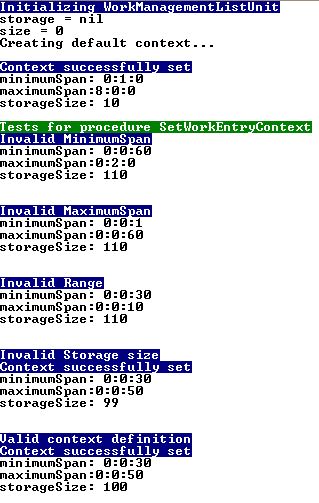 Initializing WorkManagementListUnit
storage = nil
size = 0
Creating default context...
Context successfully set
minimumSpan: 0:1:0
maximumSpan:8:0:0
storageSize: 10
Tests for procedure SetWorkEntryContext
Invalid MinimumSpan
minimumSpan: 0:0:60
maximumSpan:0:2:0
storageSize: 110
Invalid MaximumSpan
minimumSpan: 0:0:1
maximumSpan:0:0:60
storageSize: 110
Invalid Range
minimumSpan: 0:0:30
maximumSpan:0:0:10
storageSize: 110
Invalid Storage size
Context successfully set
minimumSpan: 0:0:30
maximumSpan:0:0:50
storageSize: 99
Valid context definition
Context successfully set
minimumSpan: 0:0:30
maximumSpan:0:0:50
storageSize: 100